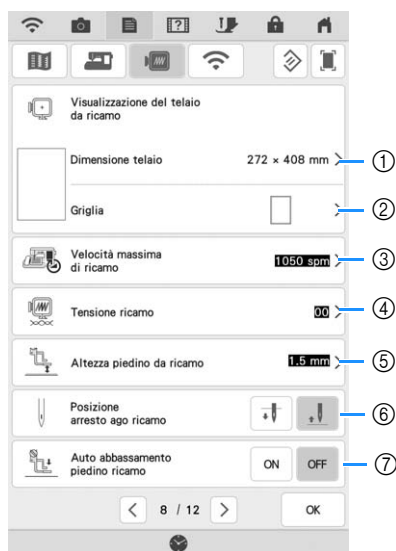 Visualizzazione del telaio
da ricamo
Dimensione telaio 272 × 408 mm ①
Griglia ②
Velocità massima
di ricamo 1050 spm ③
Tensione ricamo 00 ④
Altezza piedino da ricamo 1.5 mm ⑤
Posizione
arresto ago ricamo ⑥
Auto abbassamento
piedino ricamo ON OFF ⑦
8 / 12 OK